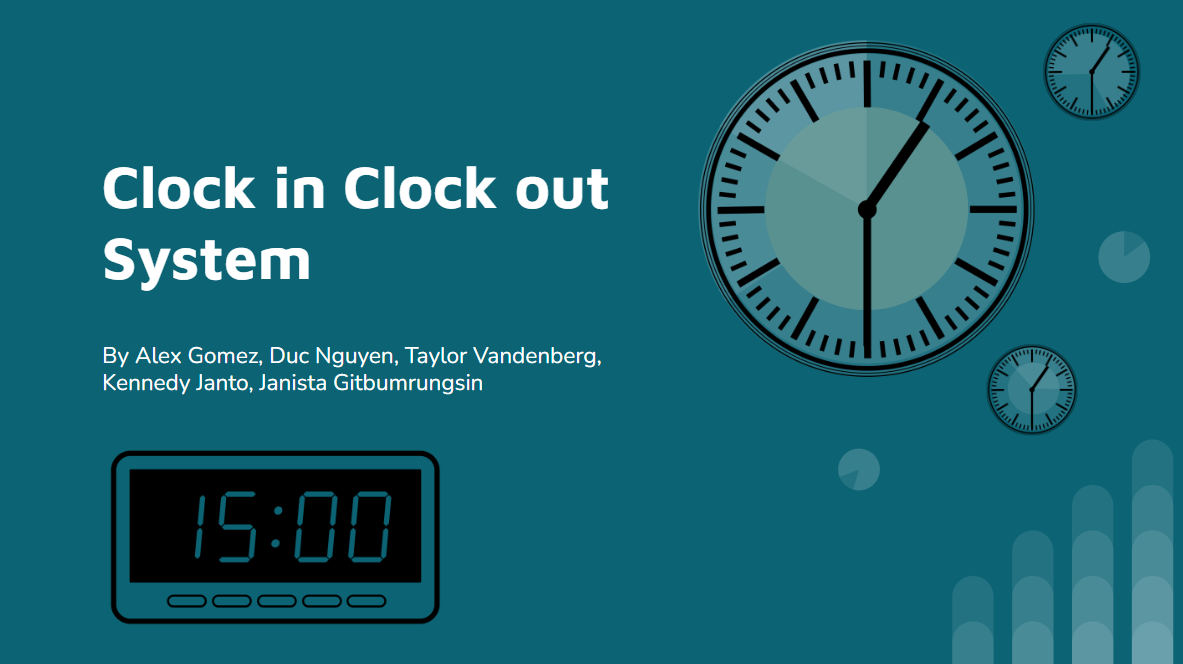 Clock in Clock out
System
By Alex Gomez, Duc Nguyen, Taylor Vandenberg,
Kennedy Janto, Janista Gitbumrungsin
15:00